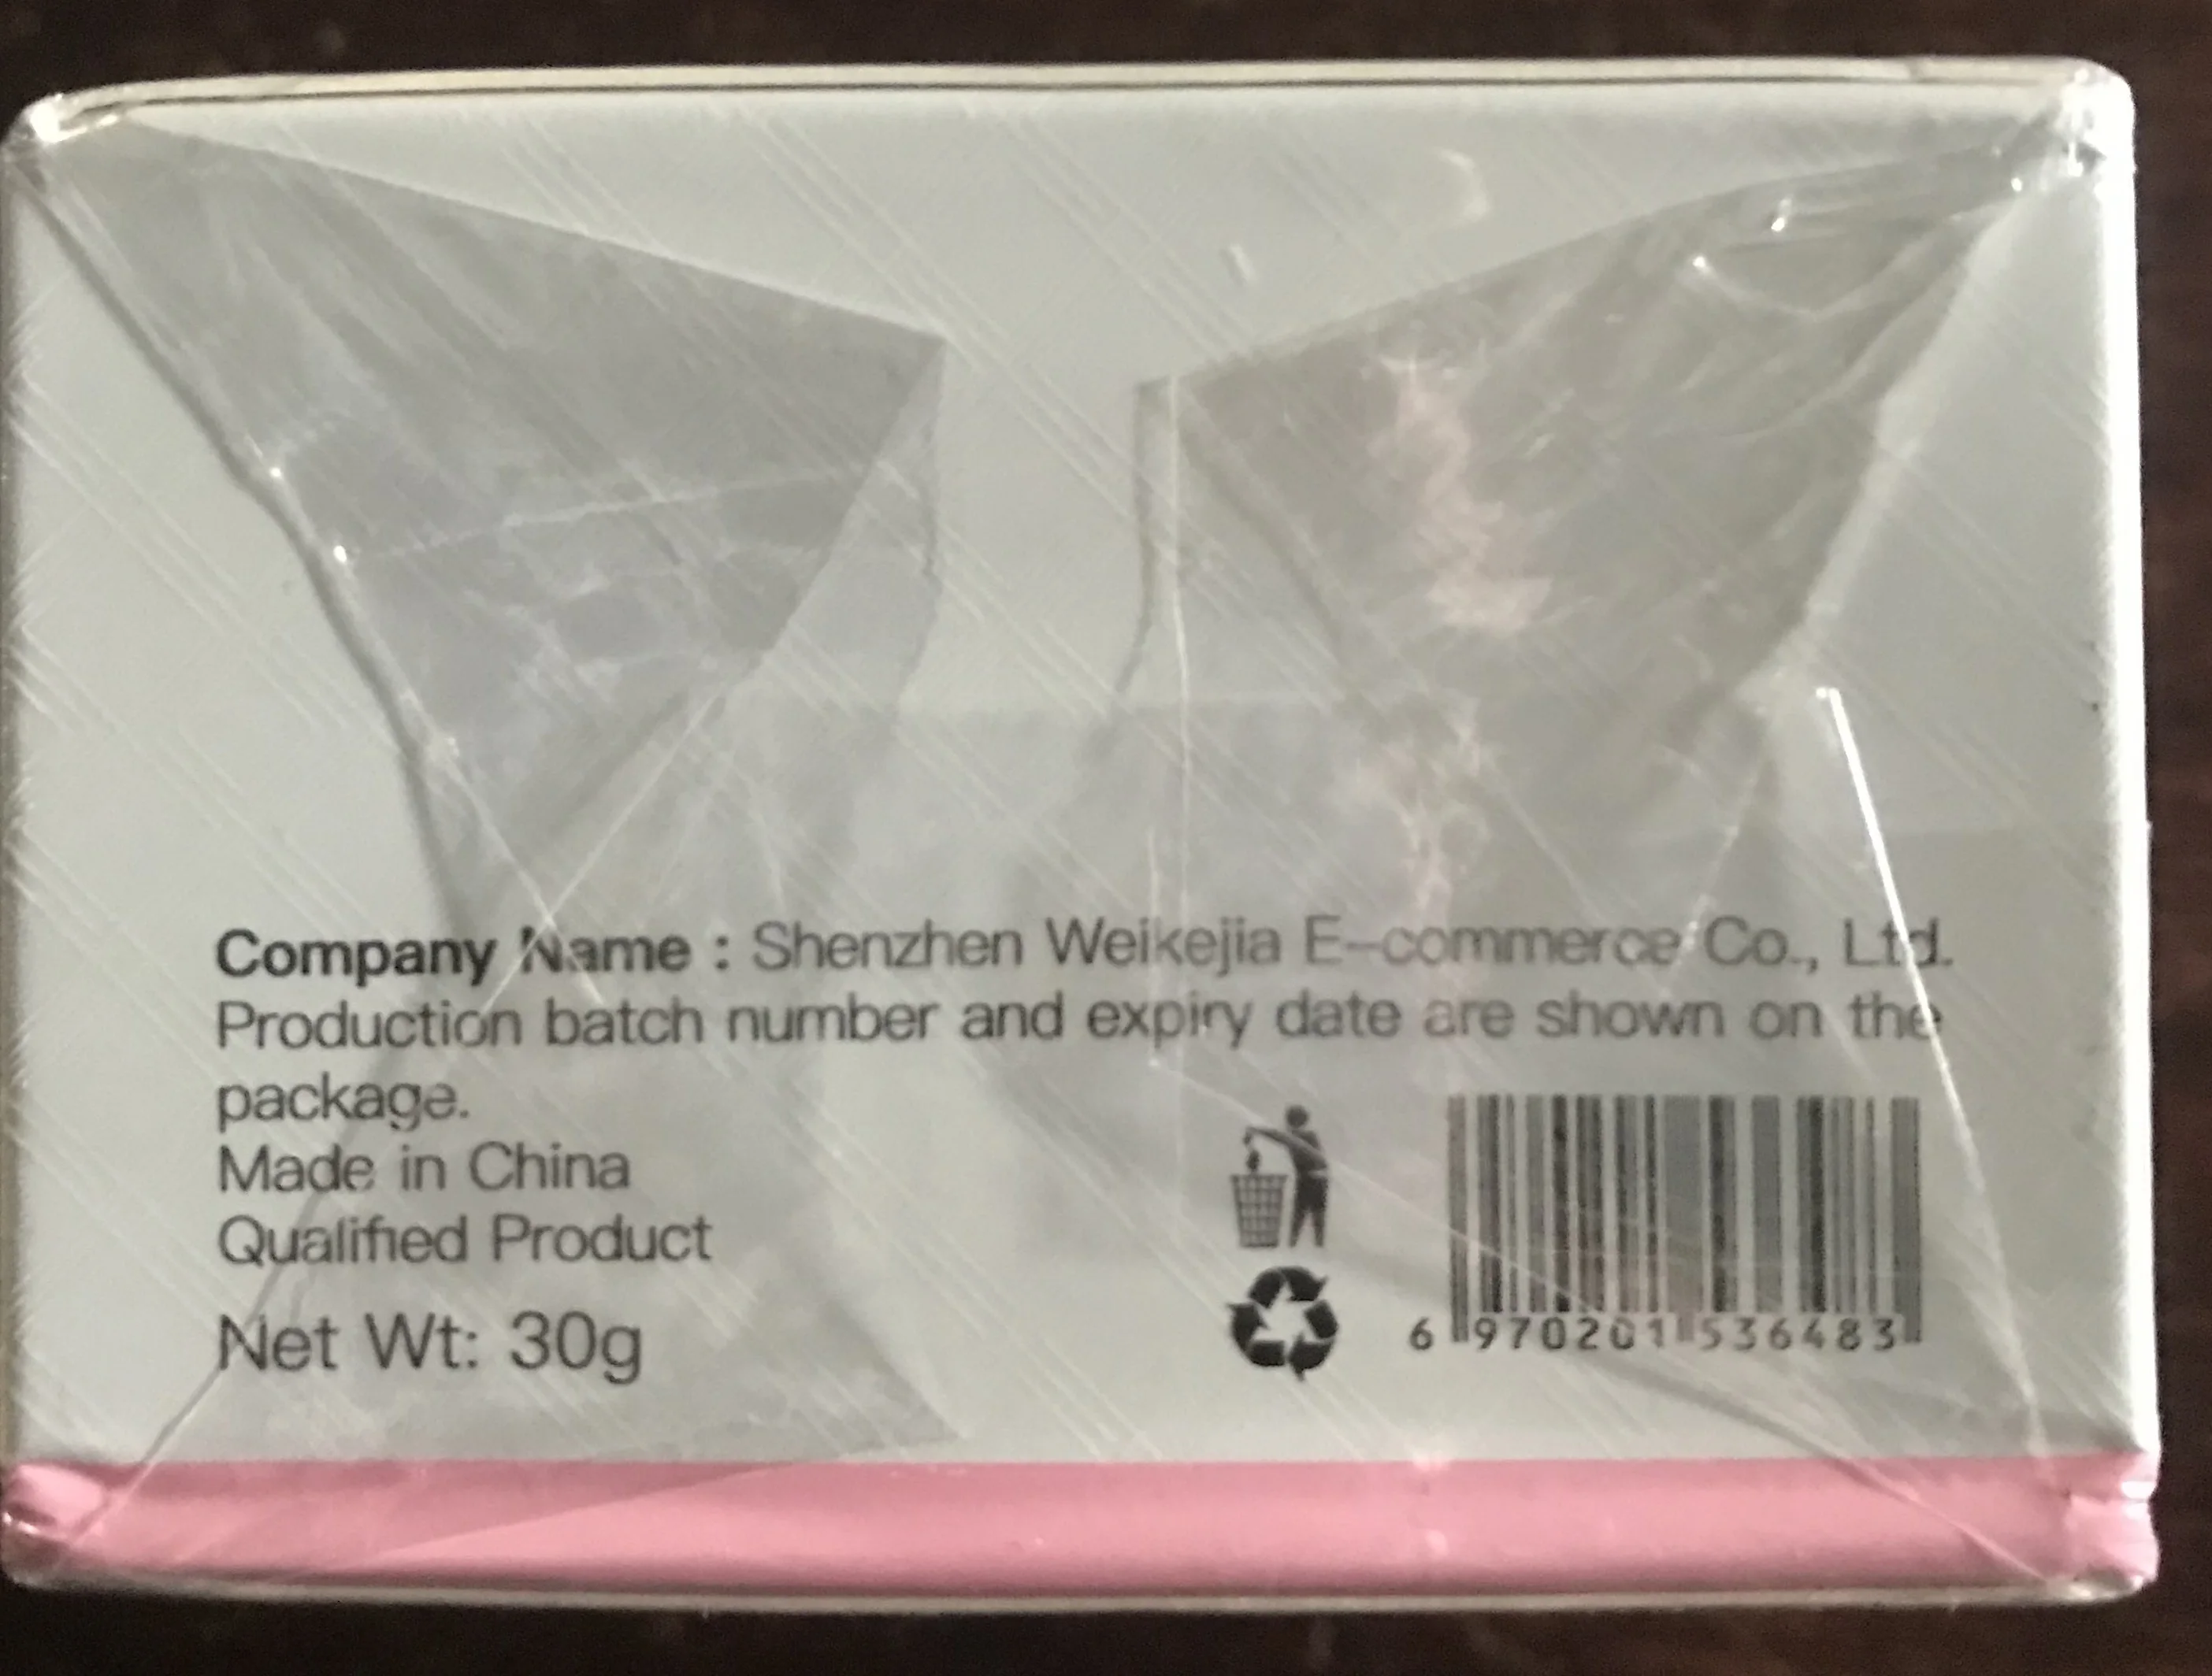 Company Name : Shenzhen Weikejia E-commerce Co., Ltd.
Production batch number and expiry date are shown on the
package.
Made in China
Qualified Product
Net Wt: 30g
6 970201 536483